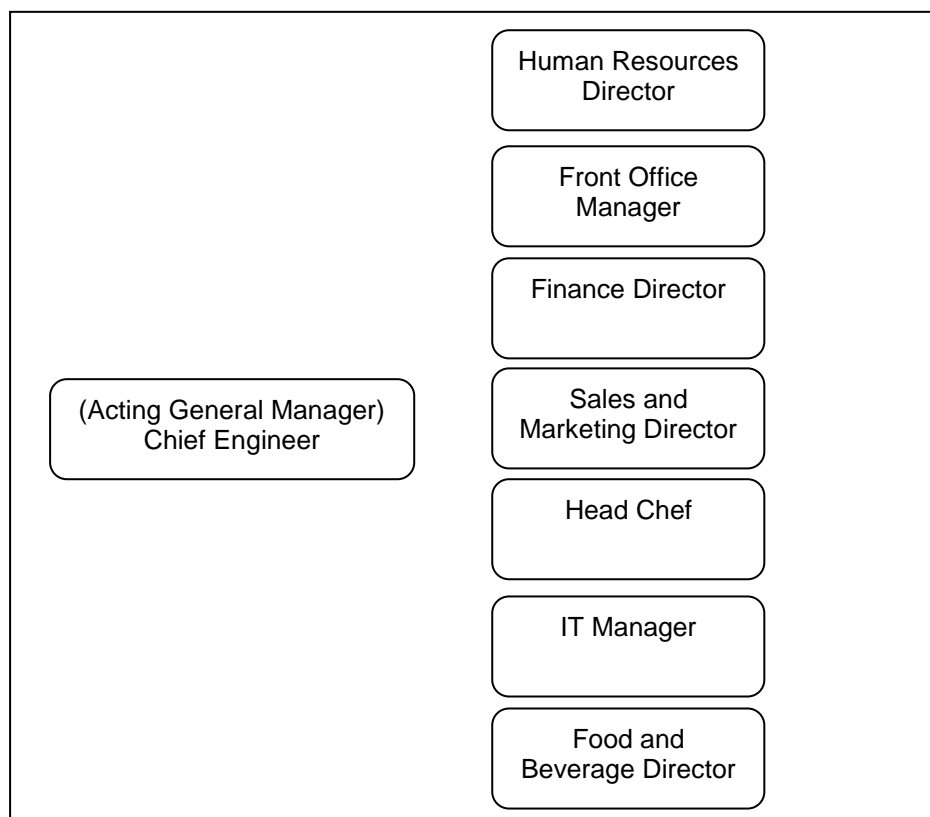 Human Resources
Director
Front Office
Manager
Finance Director
(Acting General Manager)
Chief Engineer
Sales and
Marketing Director
Head Chef
IT Manager
Food and
Beverage Director